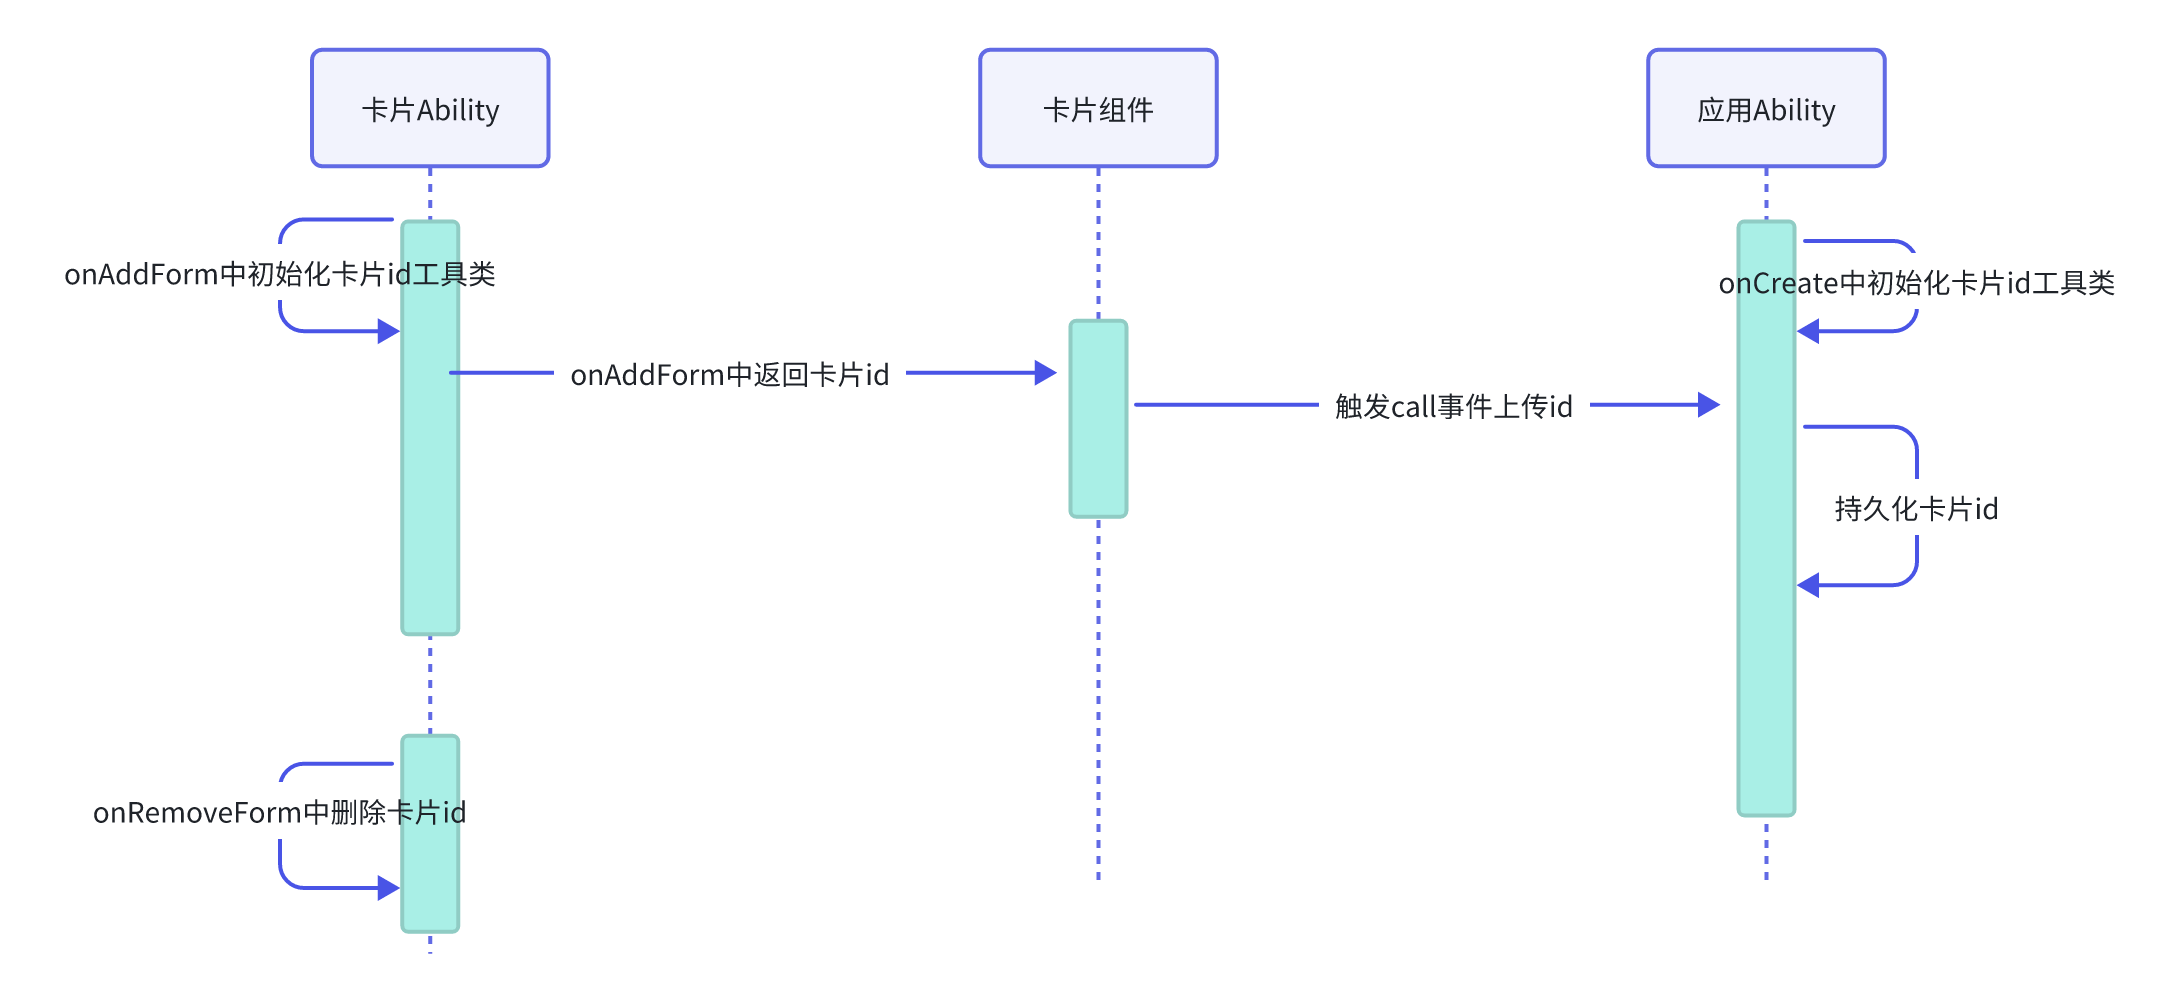 卡片Ability
卡片组件
应用Ability
onAddForm中初始化卡片id工具类
onCreate中初始化卡片id工具类
onAddForm中返回卡片id
触发call事件上传id
持久化卡片id
onRemoveForm中删除卡片id